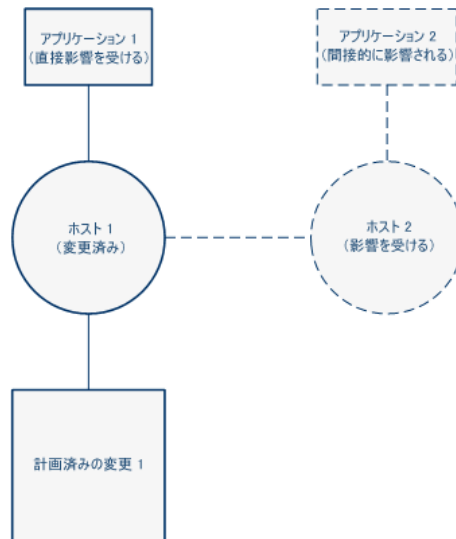 アプリケーション 1
(直接影響を受ける)
アプリケーション 2
(間接的に影響される)
ホスト 1
(変更済み)
ホスト 2
(影響を受ける)
計画済みの変更 1